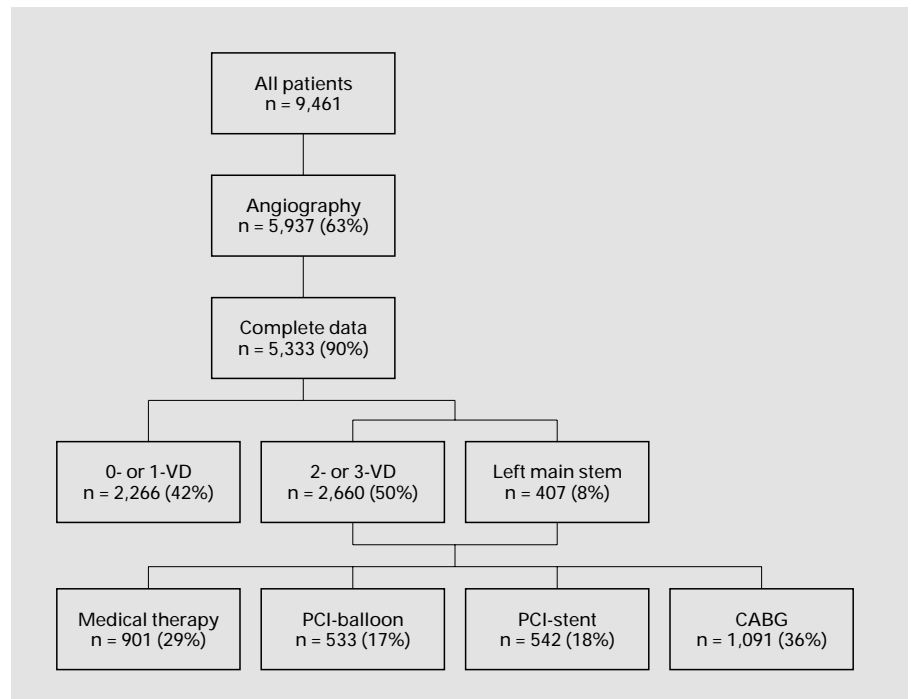 All patients
n = 9,461
Angiography
n = 5,937 (63%)
Complete data
n = 5,333 (90%)
0- or 1-VD
n = 2,266 (42%)
2- or 3-VD
n = 2,660 (50%)
Left main stem
n = 407 (8%)
Medical therapy
n = 901 (29%)
PCI-balloon
n = 533 (17%)
PCI-stent
n = 542 (18%)
CABG
n = 1,091 (36%)